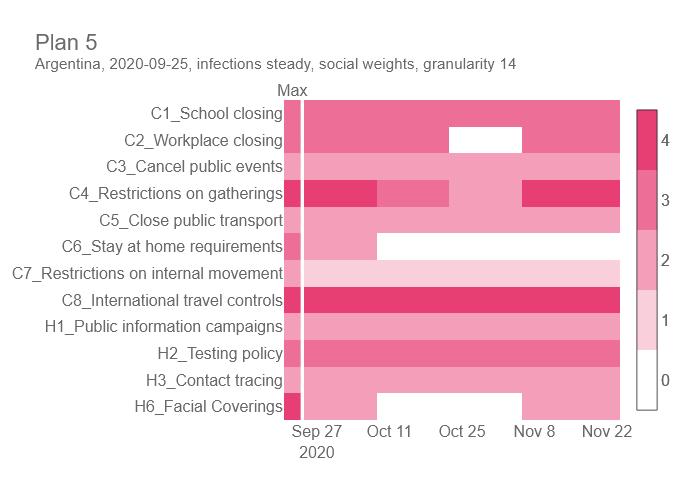 Plan 5
Argentina, 2020-09-25, infections steady, social weights, granularity 14
Max
C1_School closing
C2_Workplace closing
C3_Cancel public events
C4_Restrictions on gatherings
C5_Close public transport
C6_Stay at home requirements
C7_Restrictions on internal movement
C8_International travel controls
H1_Public information campaigns
H2_Testing policy
H3_Contact tracing
H6_Facial Coverings
Sep 27 Oct 11 Oct 25 Nov 8 Nov 22
2020
4
3
2
1
0